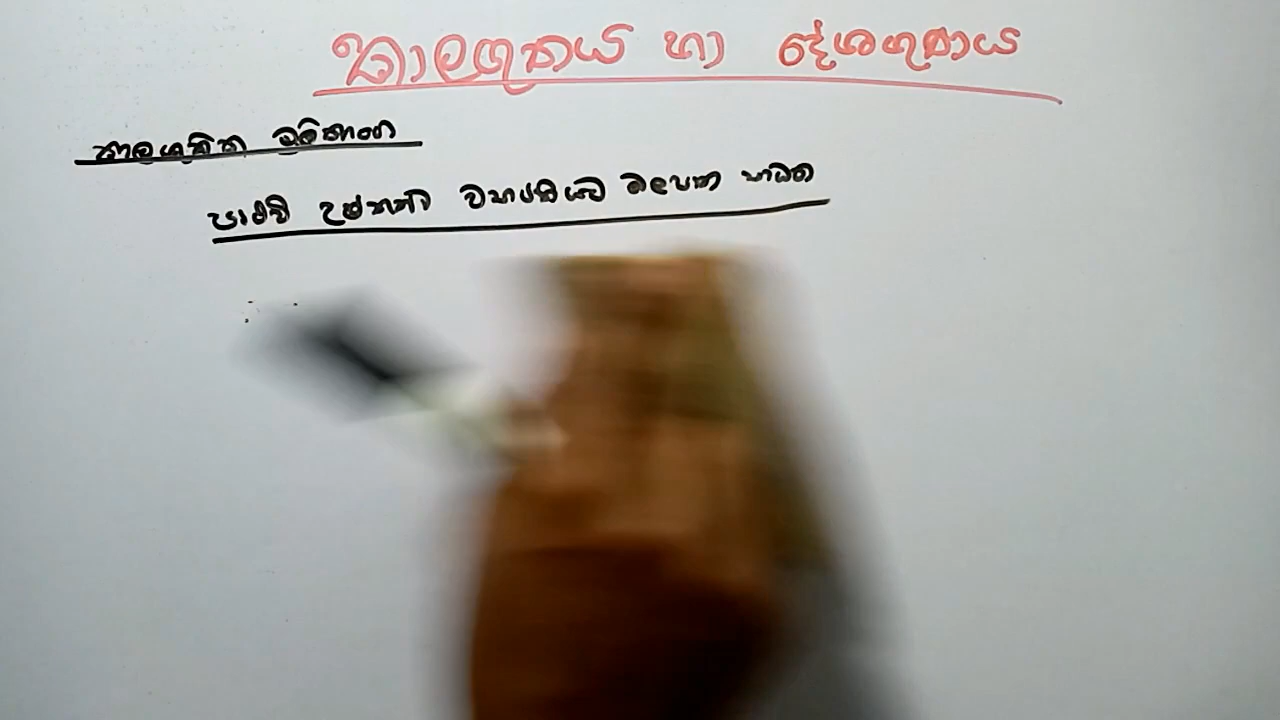 කාලගුණය හා දේශගුණය
කාලගුණික මූලිකාංග
පෘථිවි උෂ්ණත්ව ව්‍යාප්තියට බලපාන සාධක